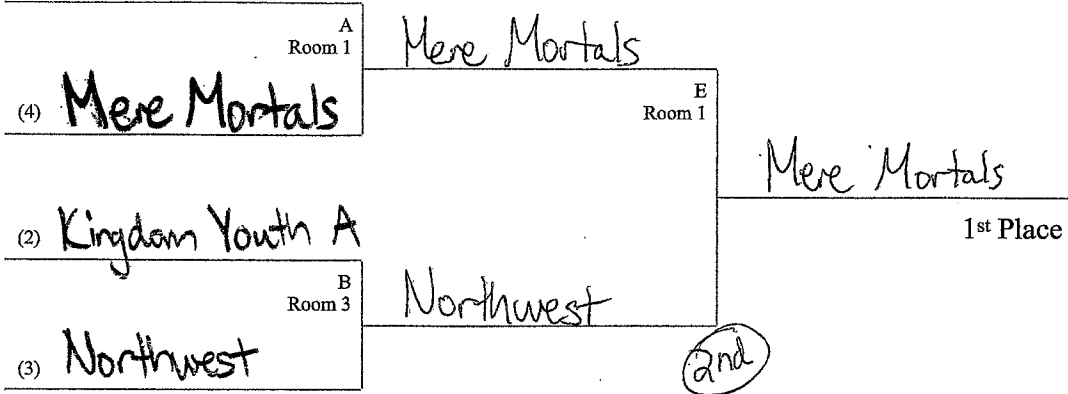 A
Room 1
(4) Mere Mortals
Mere Mortals
(2) Kingdom Youth A
B
Room 3
(3) Northwest
Northwest
E
Room 1
2nd
Mere Mortals
1st Place